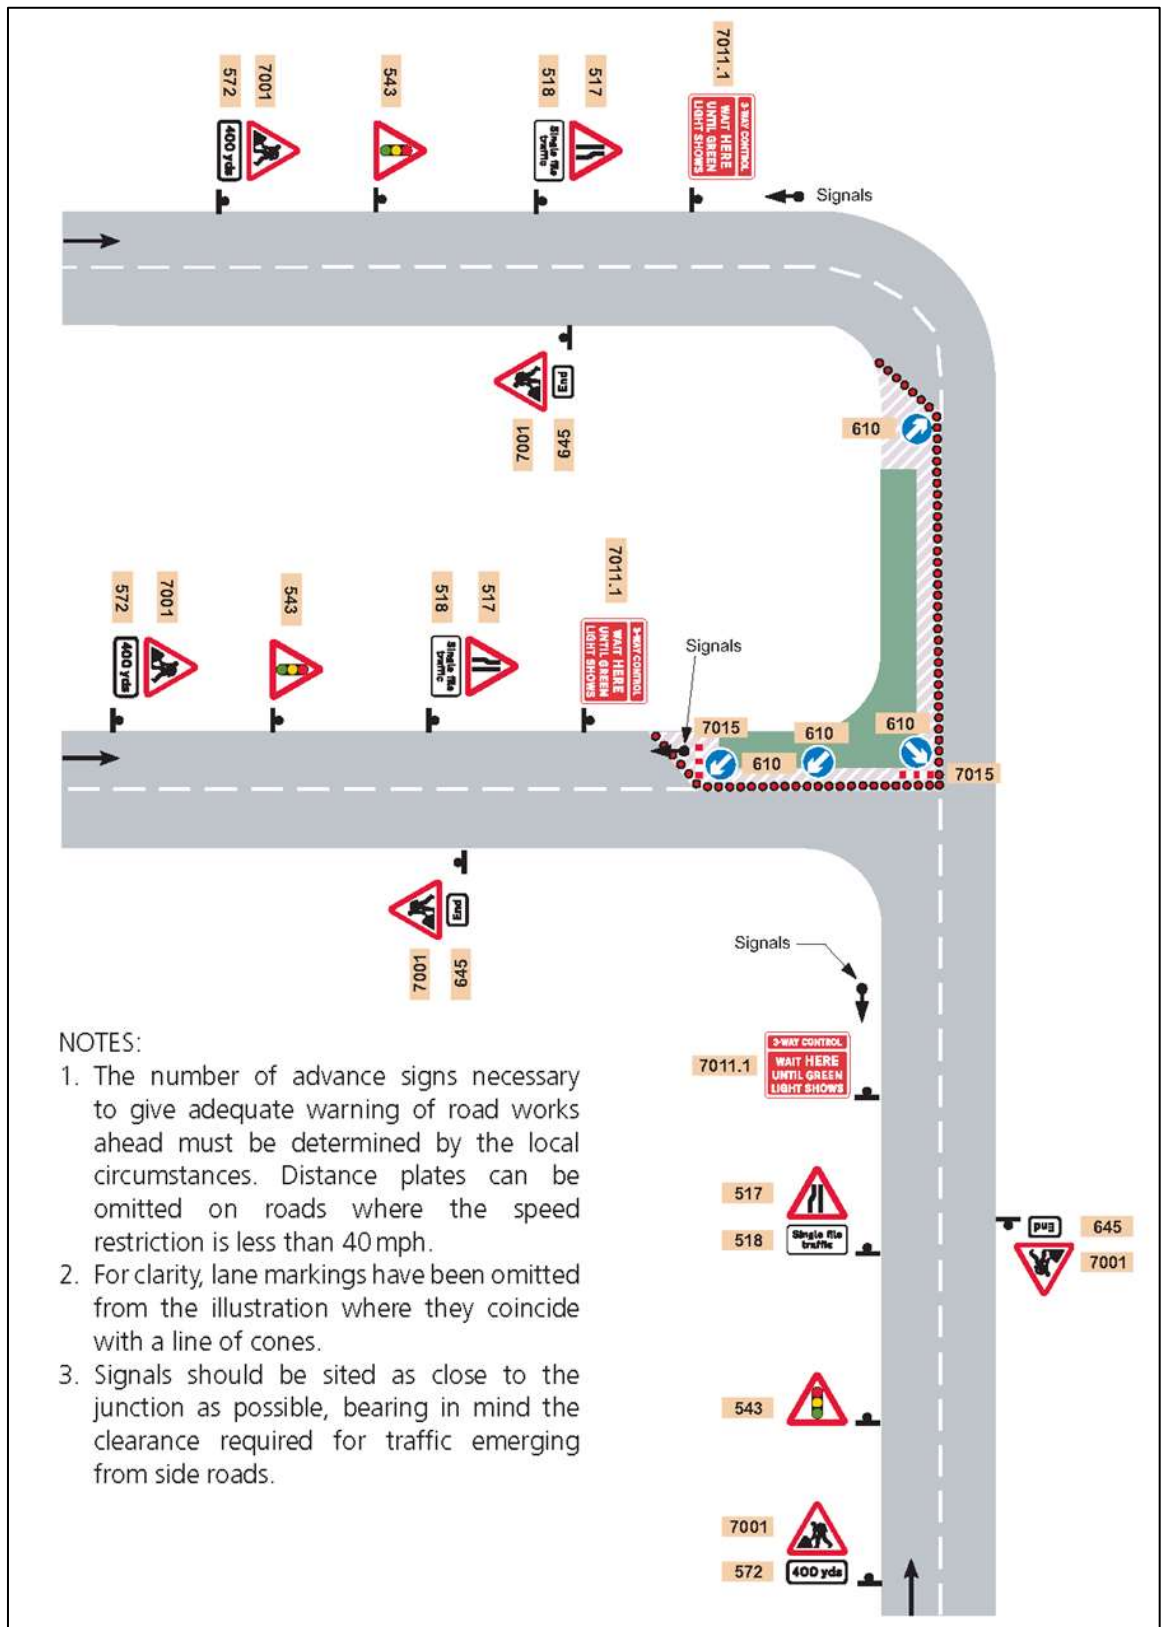 572
7001
543
518
517
7011.1
400 yds
Single file
traffic
3-WAY CONTROL
WAIT HERE
UNTIL GREEN
LIGHT SHOWS
Signals
End
7001
645
610
572
7001
543
518
517
7011.1
400 yds
Single file
traffic
3-WAY CONTROL
WAIT HERE
UNTIL GREEN
LIGHT SHOWS
Signals
7015
610
610
610
7015
End
7001
645
Signals
7011.1
3-WAY CONTROL
WAIT HERE
UNTIL GREEN
LIGHT SHOWS
517
518
Single file
traffic
End
645
7001
543
7001
572
400 yds
NOTES:
1. The number of advance signs necessary
to give adequate warning of road works
ahead must be determined by the local
circumstances. Distance plates can be
omitted on roads where the speed
restriction is less than 40 mph.
2. For clarity, lane markings have been omitted
from the illustration where they coincide
with a line of cones.
3. Signals should be sited as close to the
junction as possible, bearing in mind the
clearance required for traffic emerging
from side roads.